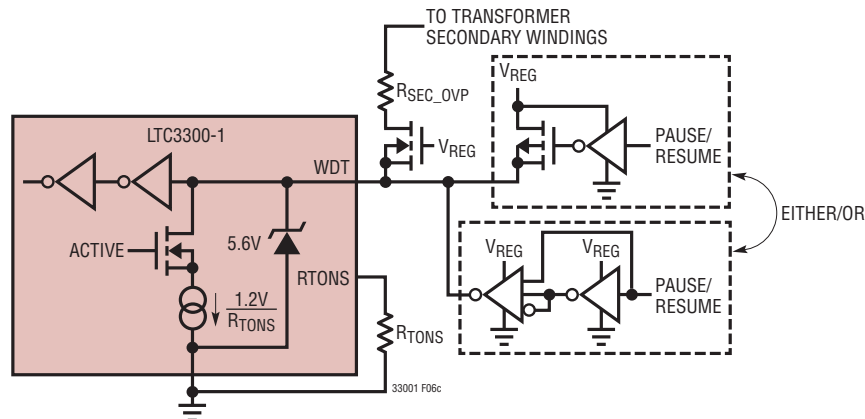 TO TRANSFORMER
SECONDARY WINDINGS
VREG
RSEC_OVP
LTC3300-1
WDT
VREG
PAUSE/
RESUME
EITHER/OR
ACTIVE
5.6V
RTONS
1.2V
RTONS
RTONS
VREG
VREG
PAUSE/
RESUME
33001 F06c